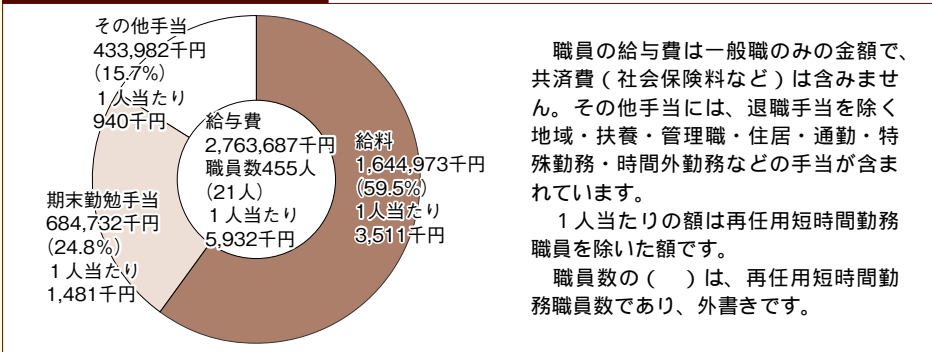 その他手当
433,982千円
(15.7%)
１人当たり
940千円
給与費
2,763,687千円
職員数455人
(21人)
１人当たり
5,932千円
給料
1,644,973千円
(59.5%)
1人当たり
3,511千円
期末勤勉手当
684,732千円
(24.8%)
１人当たり
1,481千円
職員の給与費は一般職のみの金額で、
共済費（社会保険料など）は含みませ
ん。その他手当には、退職手当を除く
地域・扶養・管理職・住居・通勤・特
殊勤務・時間外勤務などの手当が含ま
れています。
１人当たりの額は再任用短時間勤務
職員を除いた額です。
職員数の（　）は、再任用短時間勤
務職員数であり、外書きです。